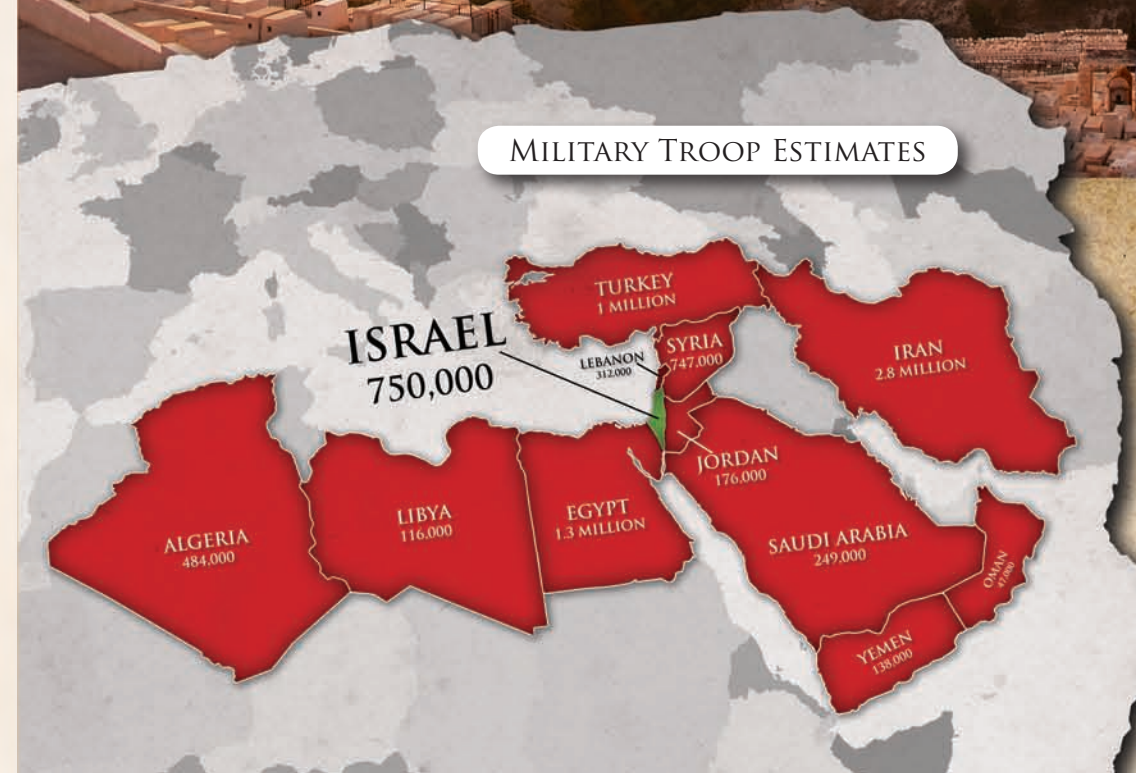 MILITARY TROOP ESTIMATES
TURKEY
1 MILLION
ISRAEL
750,000
LEBANON
312,000
SYRIA
747,000
IRAN
2.8 MILLION
JORDAN
176,000
ALGERIA
484,000
LIBYA
116,000
EGYPT
1.3 MILLION
SAUDI ARABIA
249,000
OMAN
47,000
YEMEN
138,000